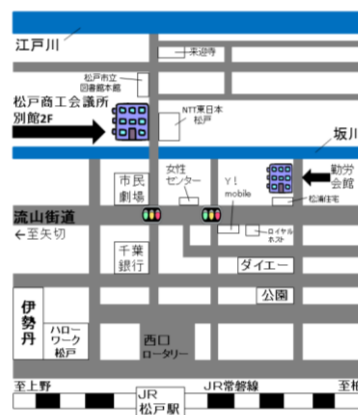 江戸川
来迎寺
松戸市立
図書館本館
松戸商工会議所
別館2F
NTT東日本
松戸
坂川
市民
劇場
女性
センター
Y!
mobile
勤労
会館
松浦住宅
流山街道
←至矢切
ロイヤル
ホスト
千葉
銀行
ダイエー
公園
伊勢丹
ハロー
ワーク
松戸
西口
ロータリー
至上野
JR常磐線
至柏
JR
松戸駅